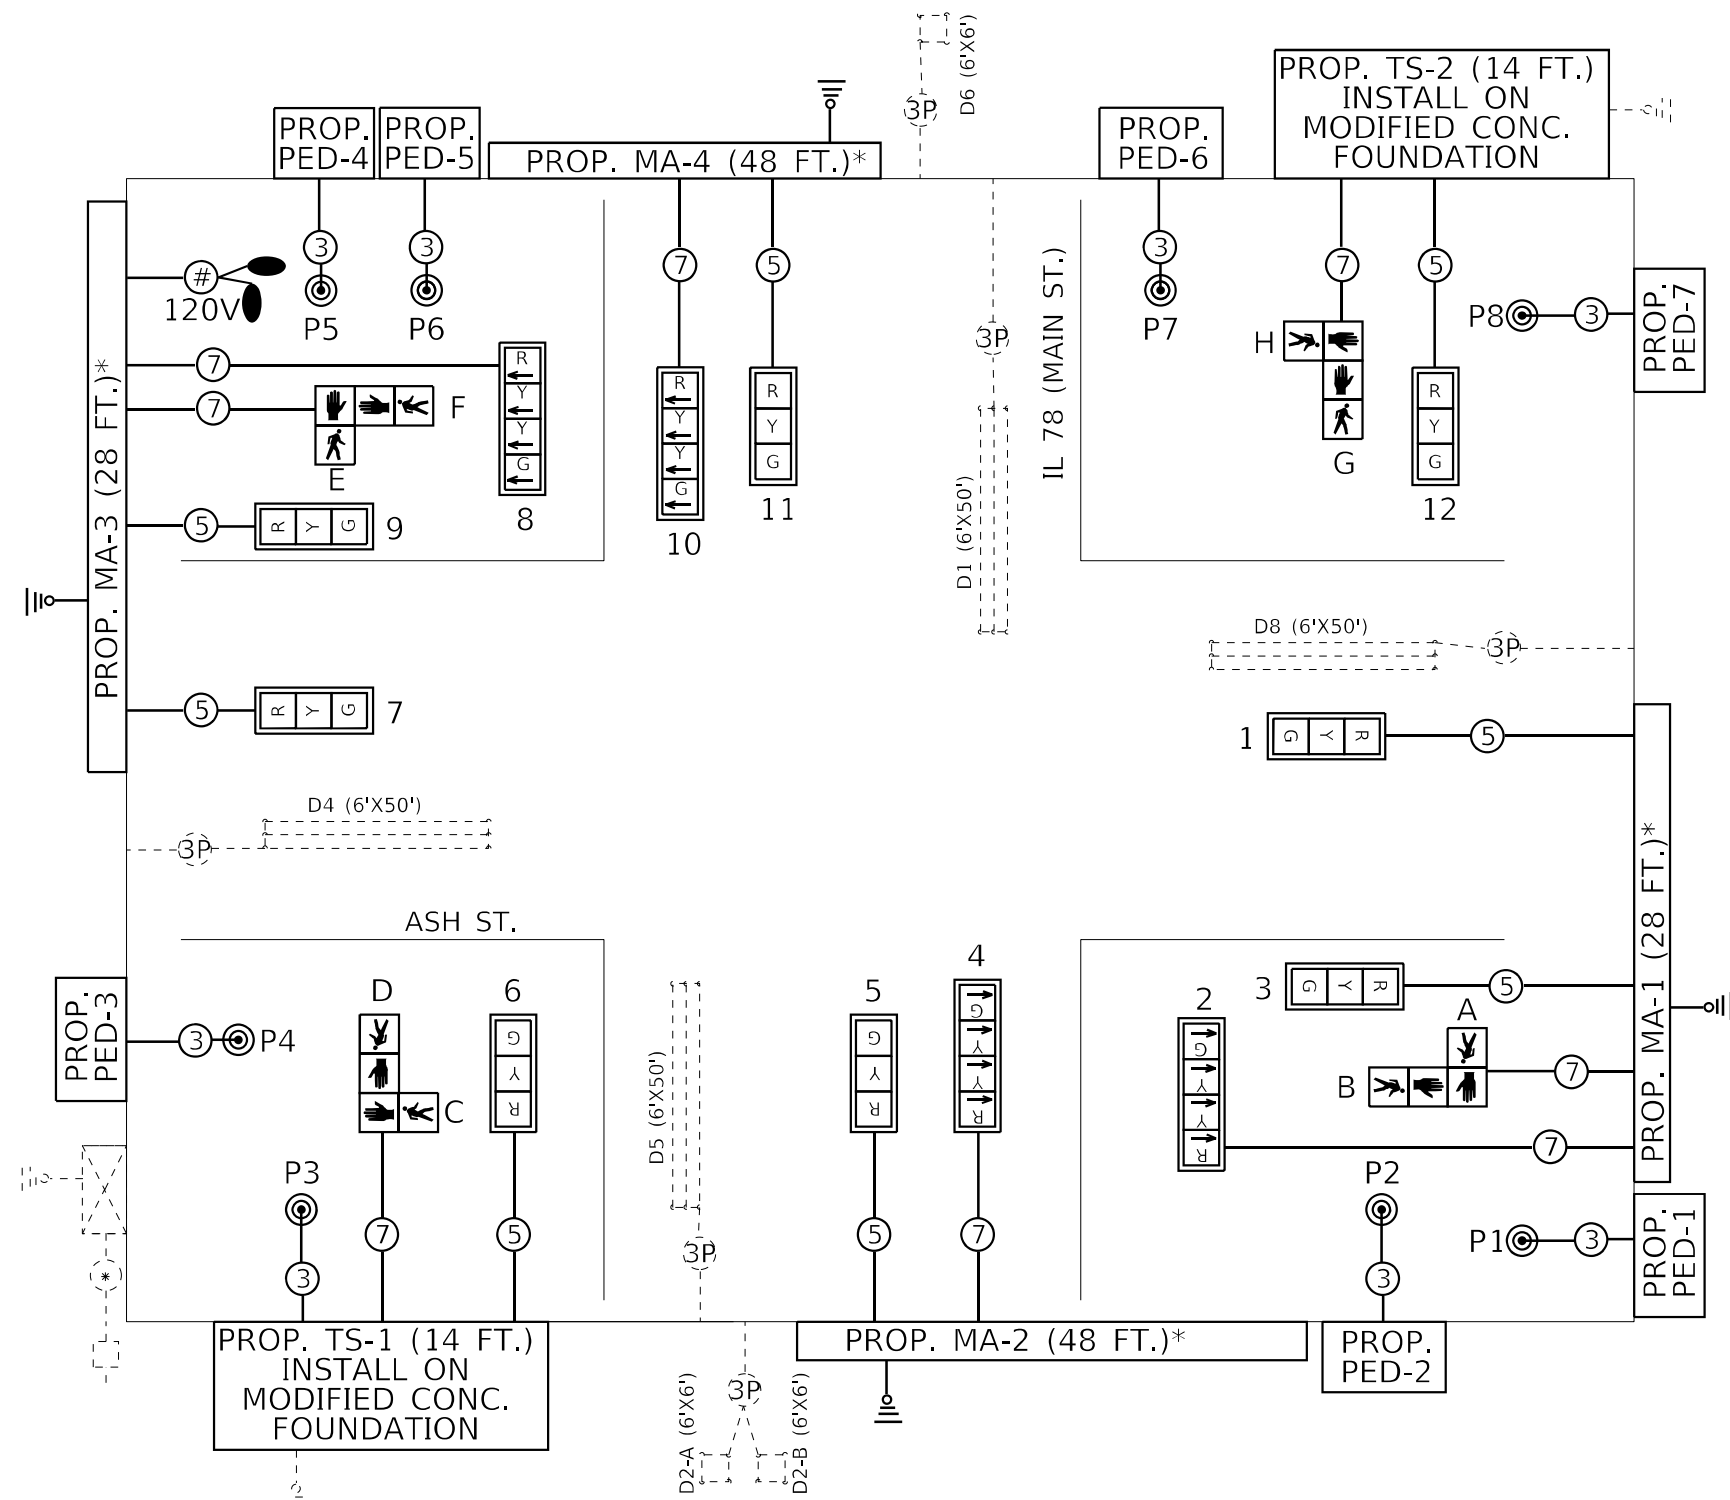 D6 (6'X6')
3P
PROP. TS-2 (14 FT.)
INSTALL ON
MODIFIED CONC.
FOUNDATION
PROP.
PED-4
PROP.
PED-5
PROP. MA-4 (48 FT.)*
PROP.
PED-6
PROP. MA-3 (28 FT.)*
#
120V
3
P5
3
P6
7
5
3P
IL 78 (MAIN ST.)
3
P7
7
5
P8
3
PROP.
PED-7
H
G
7
7
F
E
R
Y
Y
G
8
R
Y
Y
G
10
R
Y
G
11
R
Y
G
12
D1 (6'X50')
5
R Y G
9
5
R Y G
7
D8 (6'X50')
3P
1
G Y R
5
D4 (6'X50')
3P
ASH ST.
PROP. MA-1 (28 FT.)*
PROP.
PED-3
3
P4
D
C
6
G
Y
R
D5 (6'X50')
3P
5
G
Y
R
4
G
Y
Y
R
2
G
Y
Y
R
3
G Y R
5
A
B
7
7
P3
3
7
5
5
7
P2
3
P1
3
PROP.
PED-1
*
PROP. TS-1 (14 FT.)
INSTALL ON
MODIFIED CONC.
FOUNDATION
PROP. MA-2 (48 FT.)*
PROP.
PED-2
D2-A (6'X6')
3P
D2-B (6'X6')